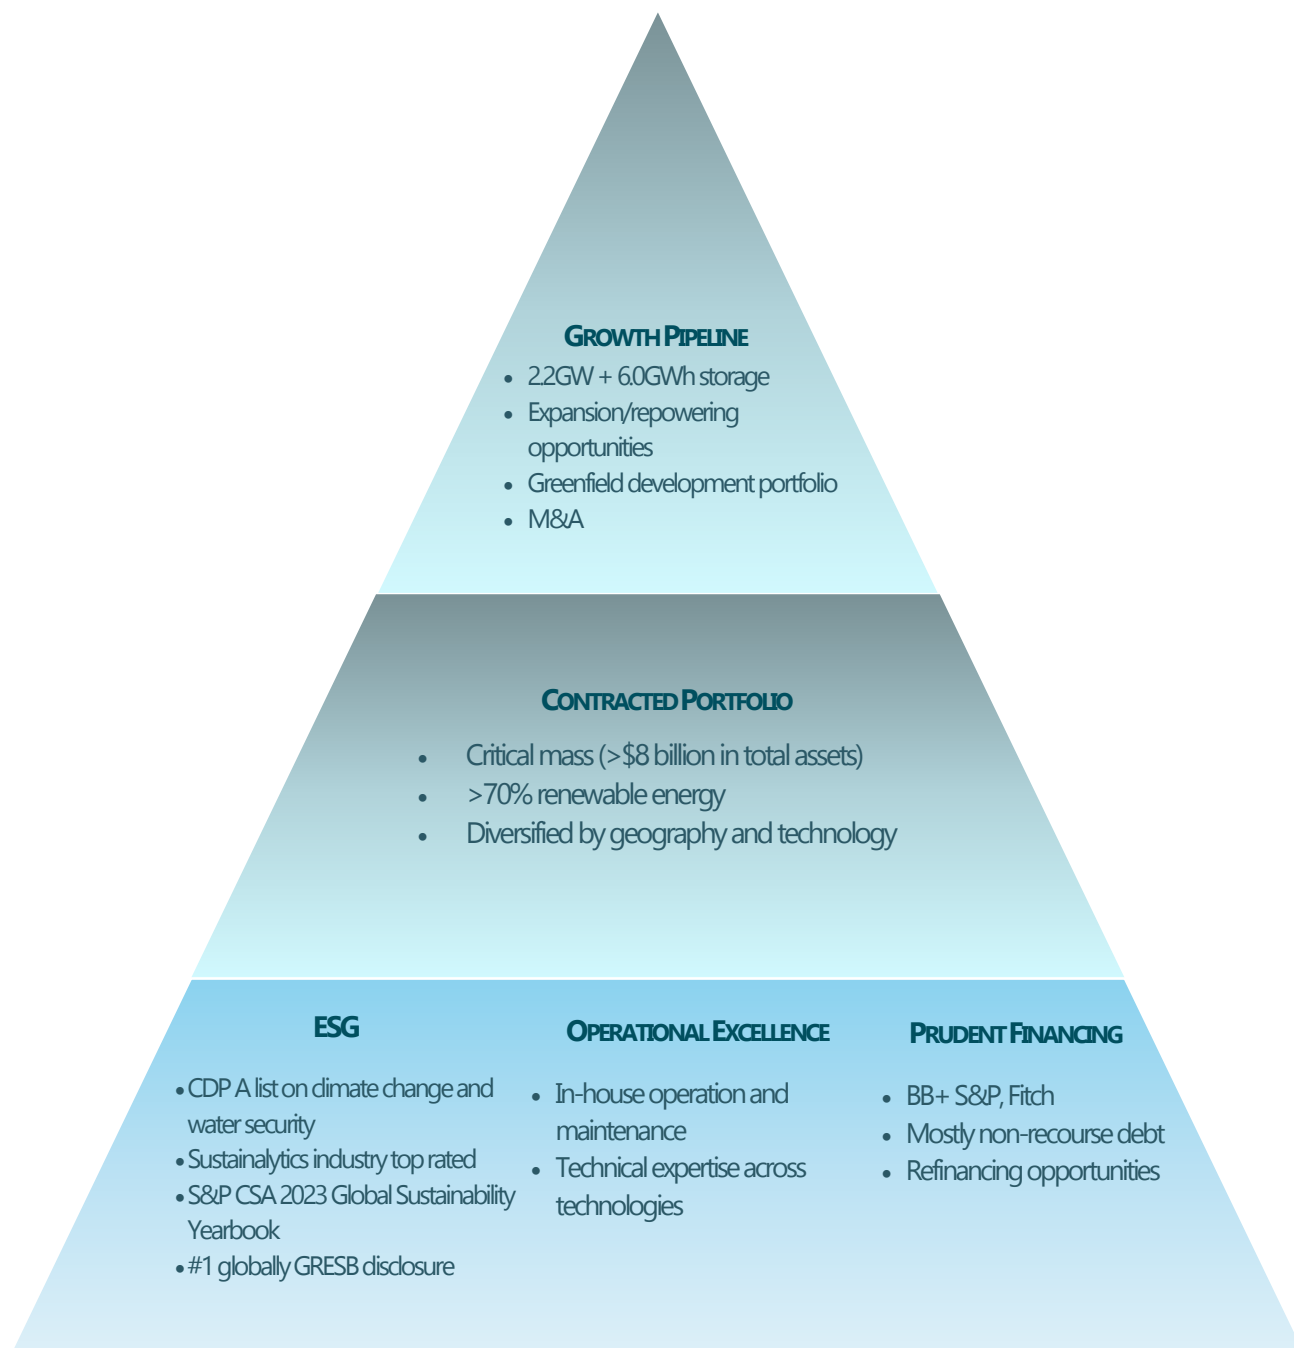 GROWTH PIPELINE
• 2.2GW + 6.0GWh storage
• Expansion/repowering
opportunities
• Greenfield development portfolio
• M&A
CONTRACTED PORTFOLIO
• Critical mass (>$8 billion in total assets)
• >70% renewable energy
• Diversified by geography and technology
ESG
• CDP A list on climate change and
water security
• Sustainalytics industry top rated
• S&P CSA 2023 Global Sustainability
Yearbook
• #1 globally GRESB disclosure
OPERATIONAL EXCELLENCE
• In-house operation and
maintenance
• Technical expertise across
technologies
PRUDENT FINANCING
• BB+ S&P, Fitch
• Mostly non-recourse debt
• Refinancing opportunities